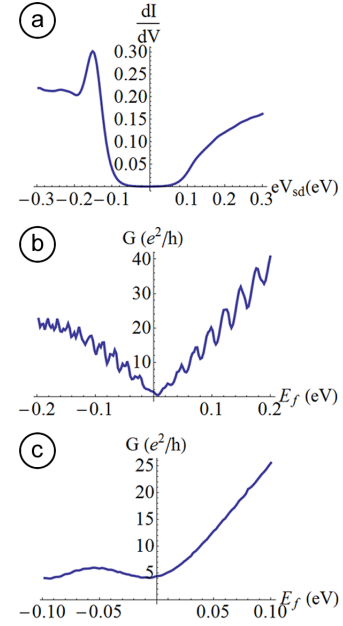 a
dI
dV
0.30
0.25
0.20
0.15
0.10
0.05
−0.3 −0.2 −0.1 0.1 0.2 0.3 eVsd(eV)
b
G (e²/h)
40
30
20
10
−0.2 −0.1 0.1 0.2 Ef (eV)
c
G (e²/h)
25
20
15
10
5
−0.10 −0.05 0.05 0.10 Ef (eV)